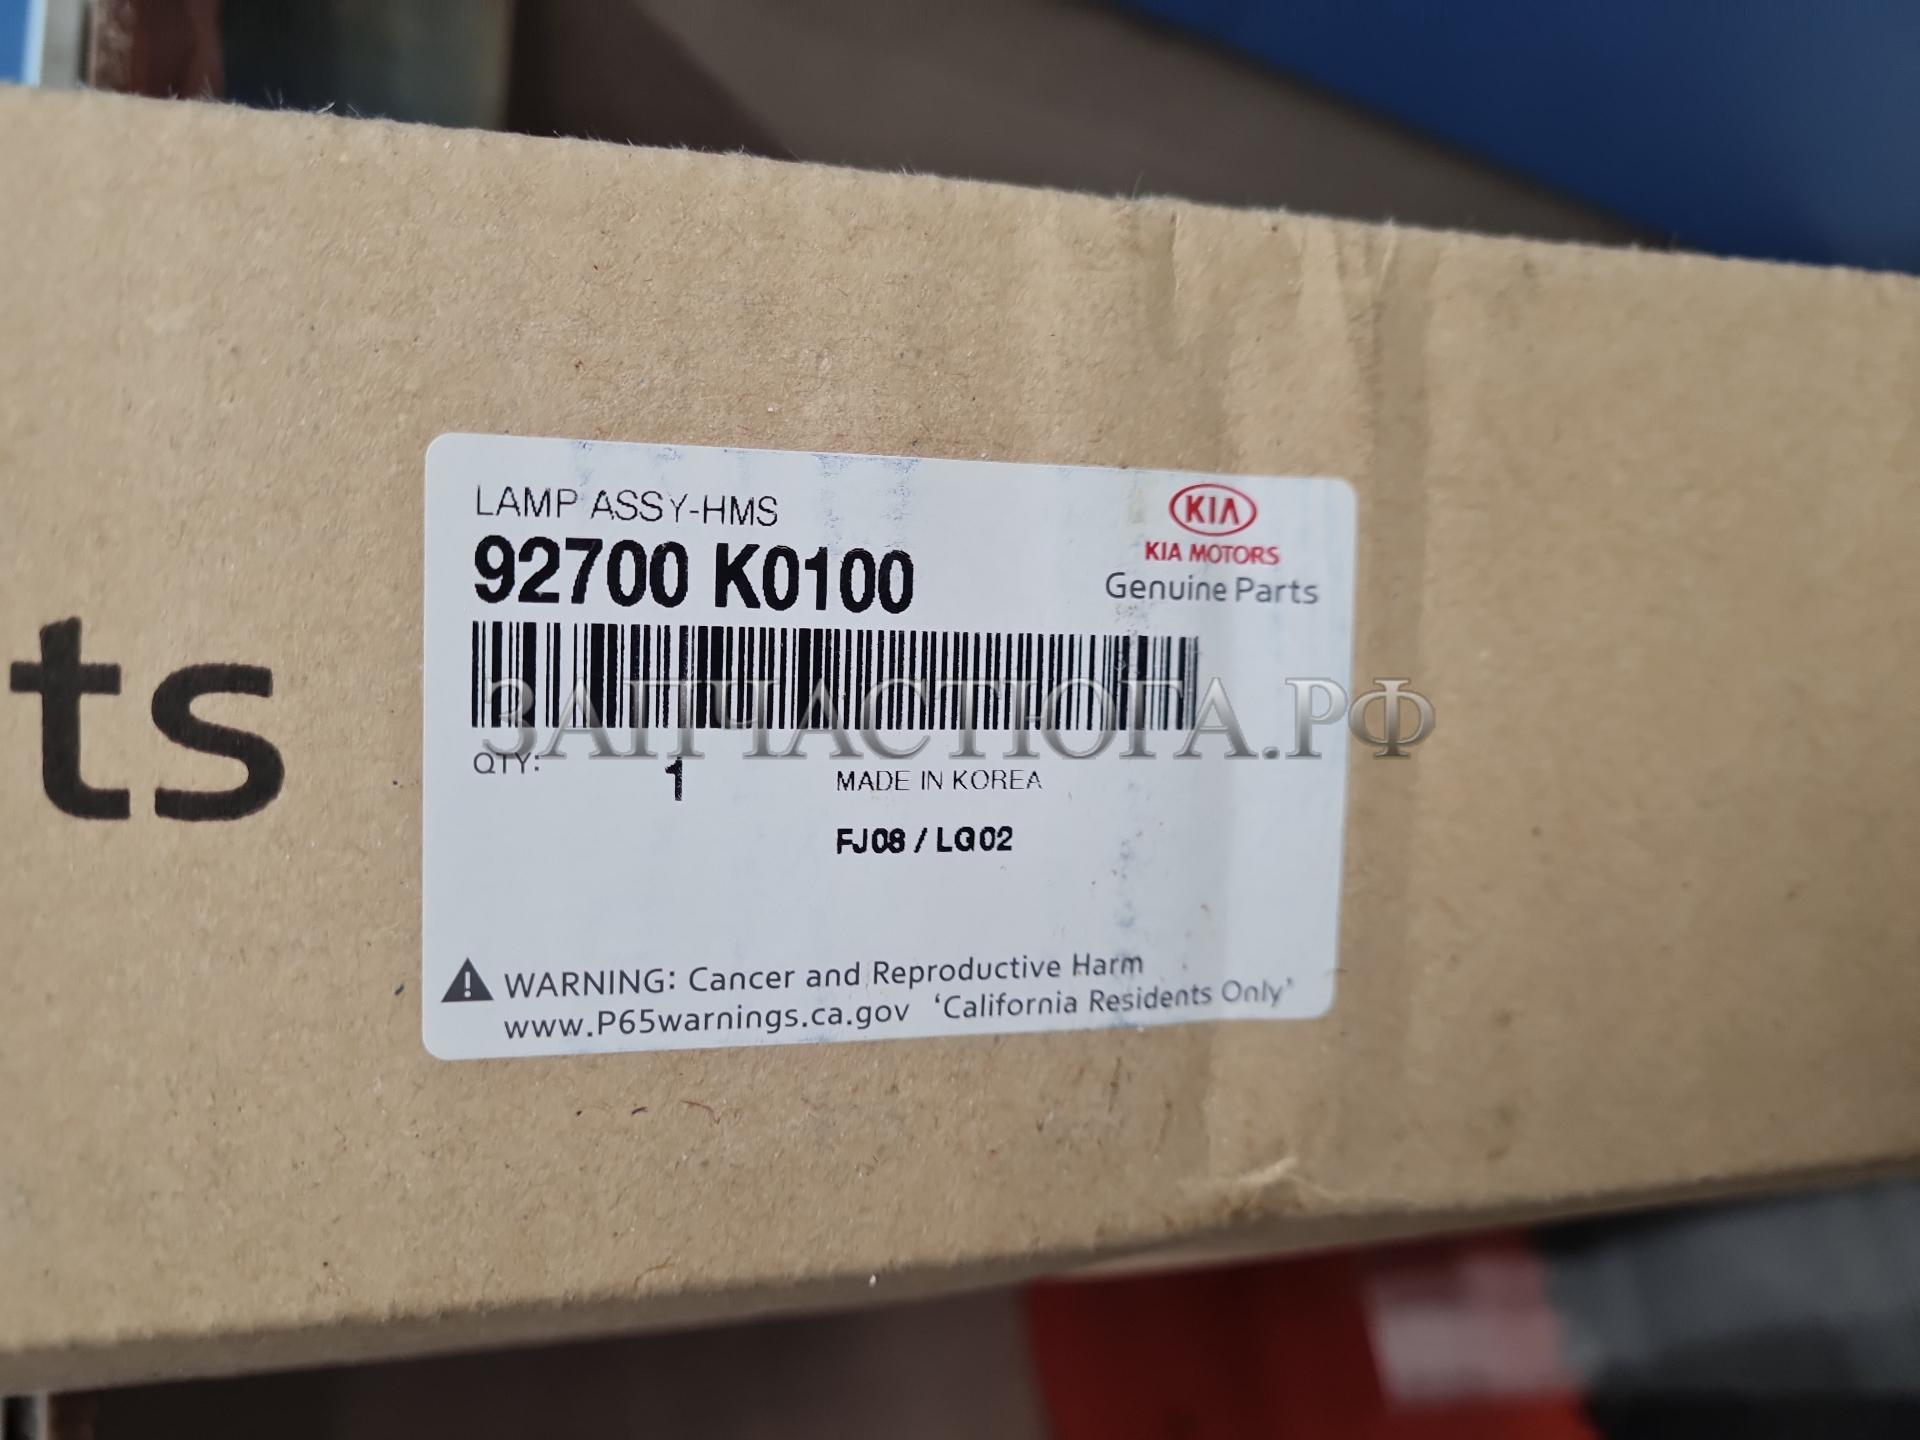 LAMP ASSY-HMS
KIA
92700 K0100
KIA MOTORS
Genuine Parts
ts
ЗАПЧАСТЮГА.РФ
QTY: 1 MADE IN KOREA
FJ08 / LG02
WARNING: Cancer and Reproductive Harm
www.P65warnings.ca.gov ‘California Residents Only’